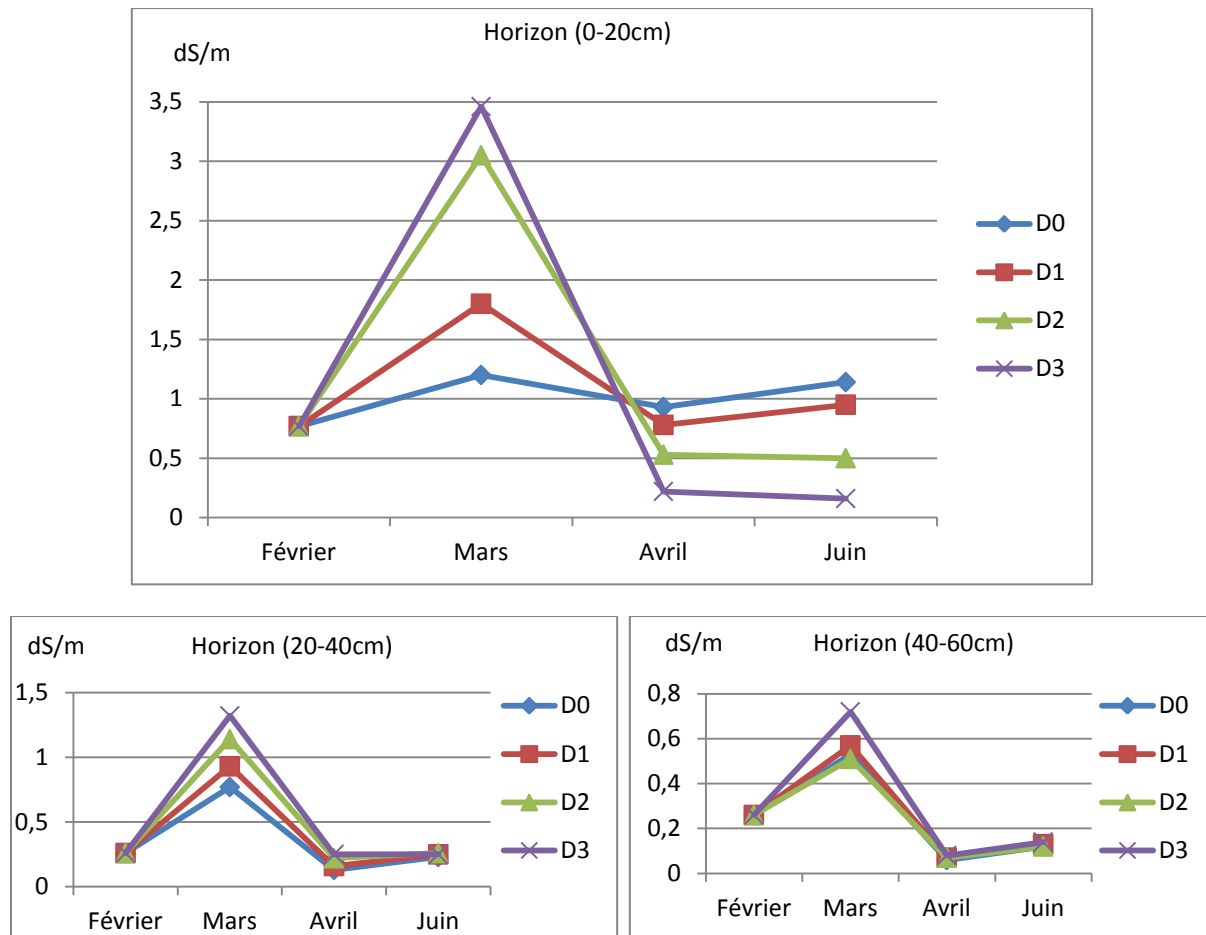 Horizon (0-20cm)
dS/m
3,5
3
2,5
2
1,5
1
0,5
0
Février Mars Avril Juin
D0
D1
D2
D3
dS/m Horizon (20-40cm)
1,5
1
0,5
0
Février Mars Avril Juin
D0
D1
D2
D3
dS/m Horizon (40-60cm)
0,8
0,6
0,4
0,2
0
Février Mars Avril Juin
D0
D1
D2
D3